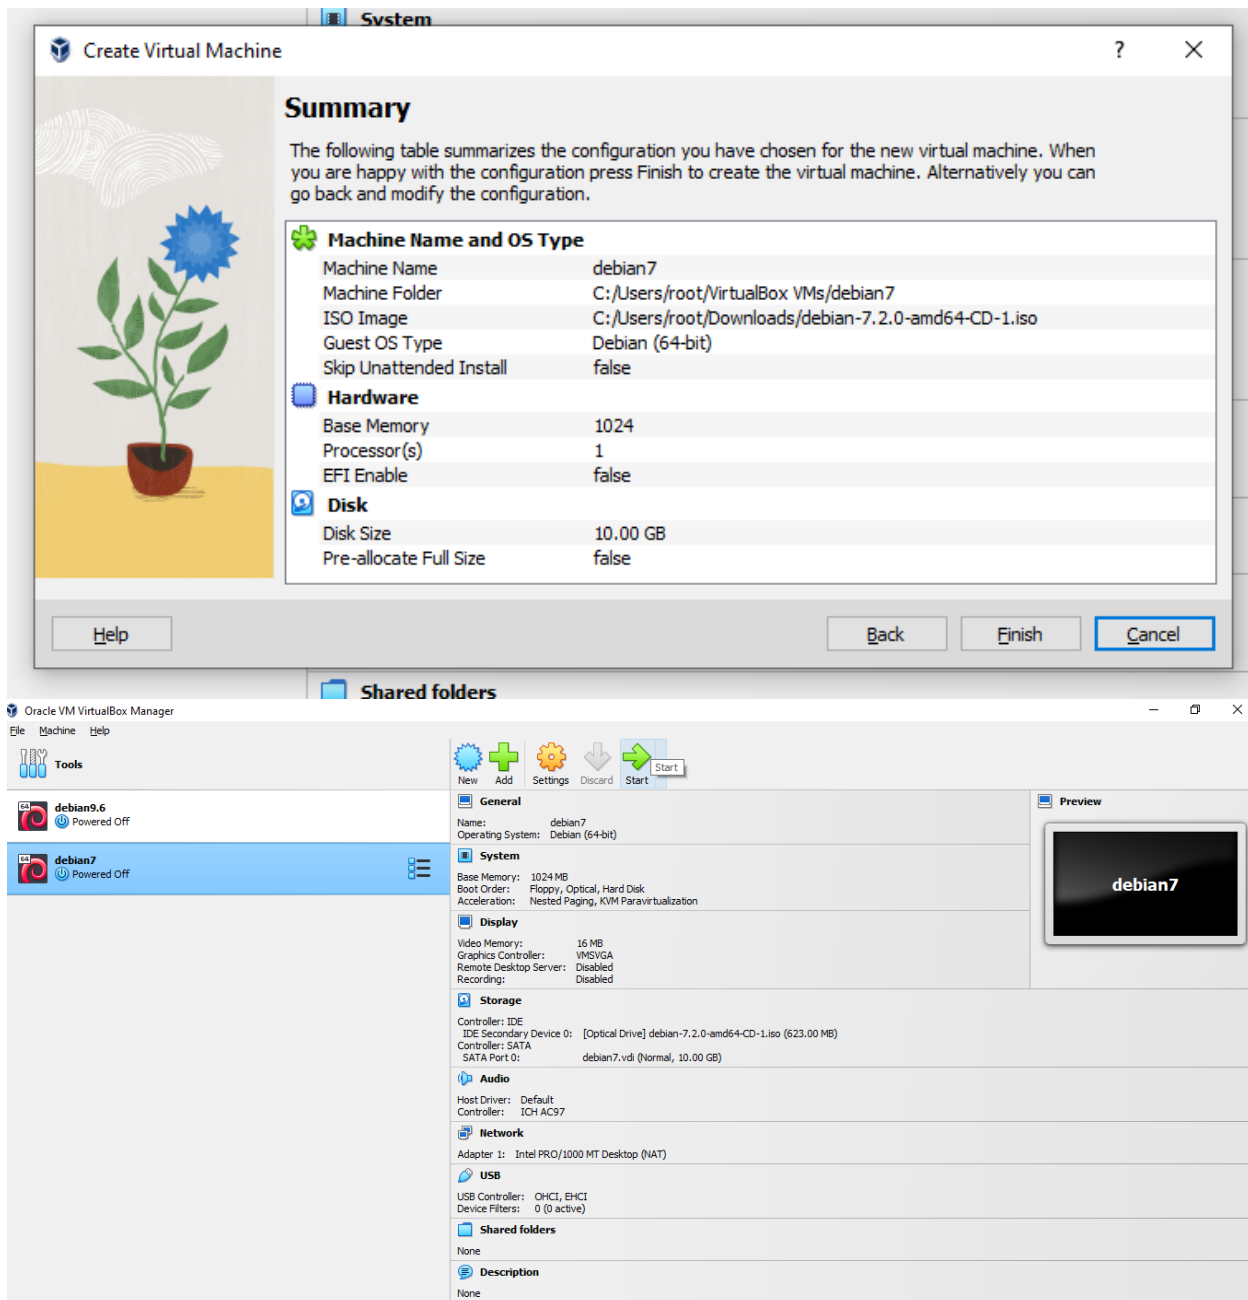 System
Create Virtual Machine
?
Summary
The following table summarizes the configuration you have chosen for the new virtual machine. When
you are happy with the configuration press Finish to create the virtual machine. Alternatively you can
go back and modify the configuration.
Machine Name and OS Type
Machine Name debian7
Machine Folder C:/Users/root/VirtualBox VMs/debian7
ISO Image C:/Users/root/Downloads/debian-7.2.0-amd64-CD-1.iso
Guest OS Type Debian (64-bit)
Skip Unattended Install false
Hardware
Base Memory 1024
Processor(s) 1
EFI Enable false
Disk
Disk Size 10.00 GB
Pre-allocate Full Size false
Help Back Finish Cancel
Shared folders
Oracle VM VirtualBox Manager
File Machine Help
Tools
New Add Settings Discard Start
Start
64
debian9.6
Powered Off
64
debian7
Powered Off
General
Name: debian7
Operating System: Debian (64-bit)
System
Base Memory: 1024 MB
Boot Order: Floppy, Optical, Hard Disk
Acceleration: Nested Paging, KVM Paravirtualization
Display
Video Memory: 16 MB
Graphics Controller: VMSVGA
Remote Desktop Server: Disabled
Recording: Disabled
Storage
Controller: IDE
IDE Secondary Device 0: [Optical Drive] debian-7.2.0-amd64-CD-1.iso (623.00 MB)
Controller: SATA
SATA Port 0: debian7.vdi (Normal, 10.00 GB)
Audio
Host Driver: Default
Controller: ICH AC97
Network
Adapter 1: Intel PRO/1000 MT Desktop (NAT)
USB
USB Controller: OHCI, EHCI
Device Filters: 0 (0 active)
Shared folders
None
Description
None
Preview
debian7